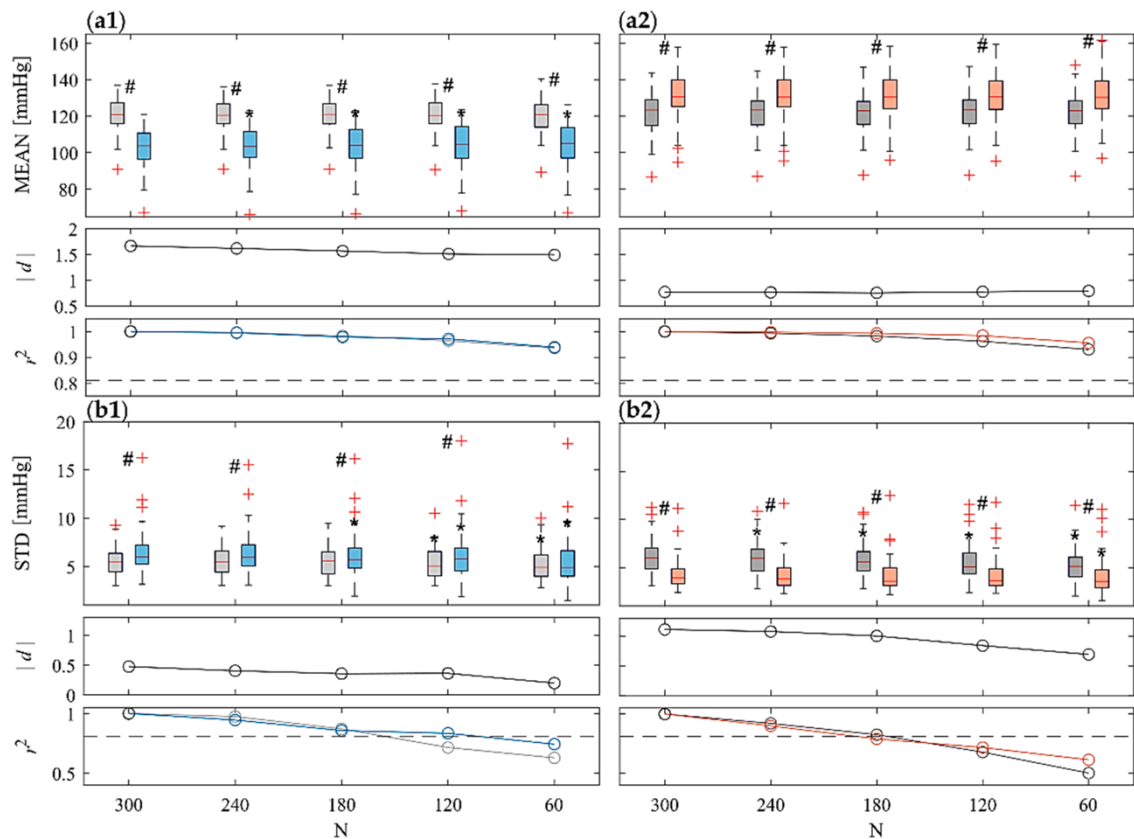 (a1) (a2)
160
140
120
100
80
MEAN [mmHg]
# # # # #
* * * *
# # # # #
2
1.5
1
0.5
| d |
1
0.9
0.8
r²
(b1) (b2)
20
15
10
5
STD [mmHg]
# # # #
* * * * * *
# # # # #
* * * * *
1
0.5
0
| d |
1
0.5
r²
300 240 180 120 60 300 240 180 120 60
N N